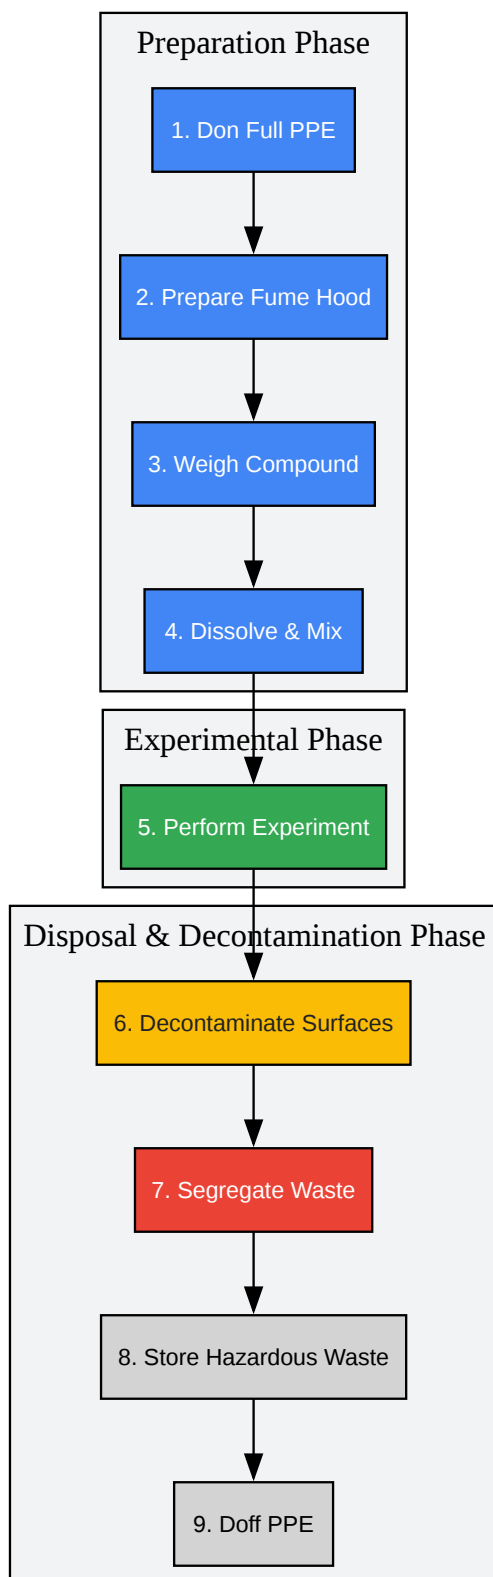 Preparation Phase
1. Don Full PPE
2. Prepare Fume Hood
3. Weigh Compound
4. Dissolve & Mix
Experimental Phase
5. Perform Experiment
Disposal & Decontamination Phase
6. Decontaminate Surfaces
7. Segregate Waste
8. Store Hazardous Waste
9. Doff PPE